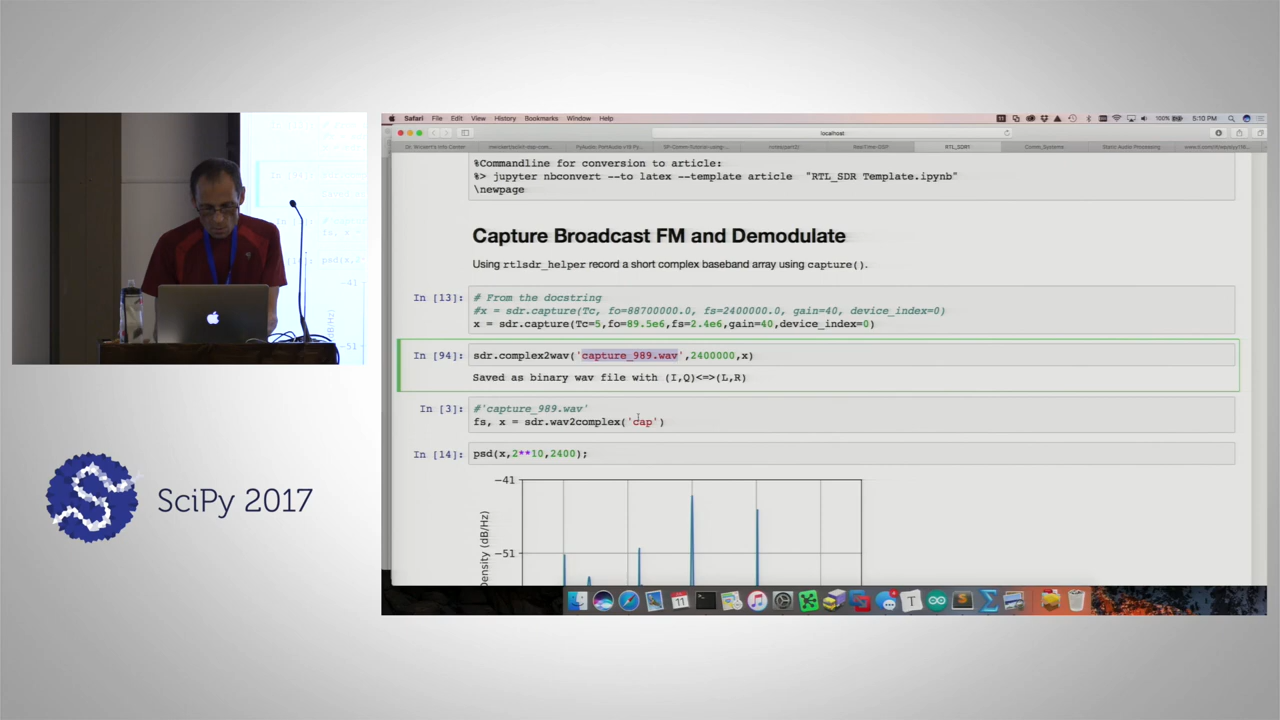 Safari File Edit View History Bookmarks Window Help
100% 5:10 PM
localhost
RTL_SDRY
%Commandline for conversion to article:
%> jupyter nbconvert --to latex --template article "RTL_SDR Template.ipynb"
\newpage
Capture Broadcast FM and Demodulate
Using rtlsdr_helper record a short complex baseband array using capture().
In [13]: # From the docstring
#x = sdr.capture(Tc, fo=88700000.0, fs=2400000.0, gain=40, device_index=0)
x = sdr.capture(Tc=5,fo=89.5e6,fs=2.4e6,gain=40,device_index=0)
In [94]: sdr.complex2wav('capture_989.wav',2400000,x)
Saved as binary wav file with (I,Q)<=>(L,R)
In [3]: #'capture_989.wav'
fs, x = sdr.wav2complex('cap')
In [14]: psd(x,2**10,2400);
−41
−51
Density (dB/Hz)
SciPy 2017